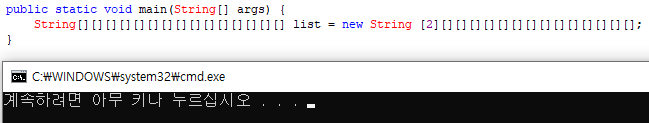 public static void main(String[] args) {
String[][][][][][][][][][][][][][][] list = new String [2][][][][][][][][][][][][][][];
}
C:₩WINDOWS₩system32₩cmd.exe
계속하려면 아무 키나 누르십시오 . . .